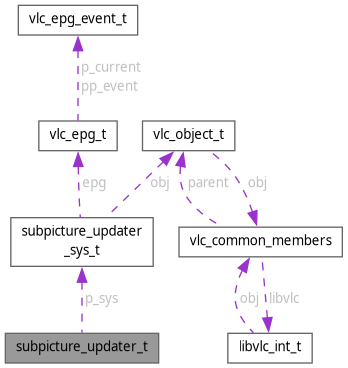 vlc_epg_event_t
p_current
pp_event
vlc_epg_t
vlc_object_t
epg
obj
parent
obj
subpicture_updater
_sys_t
vlc_common_members
p_sys
obj
libvlc
subpicture_updater_t
libvlc_int_t